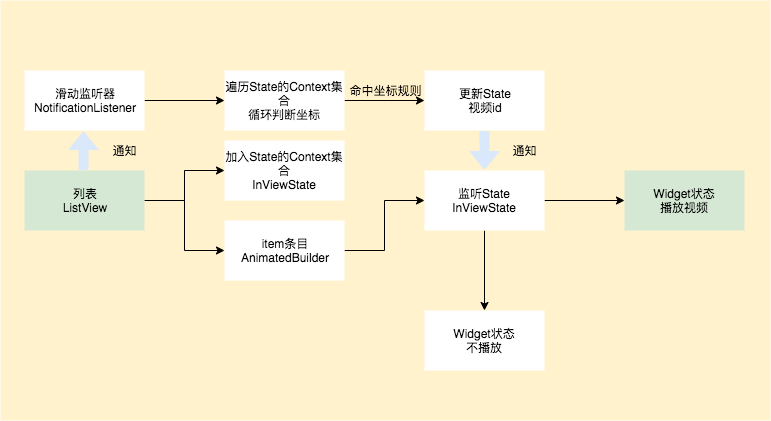 滑动监听器
NotificationListener
遍历State的Context集
合
循环判断坐标
命中坐标规则
更新State
视频id
通知
加入State的Context集
合
InViewState
通知
列表
ListView
监听State
InViewState
Widget状态
播放视频
item条目
AnimatedBuilder
Widget状态
不播放